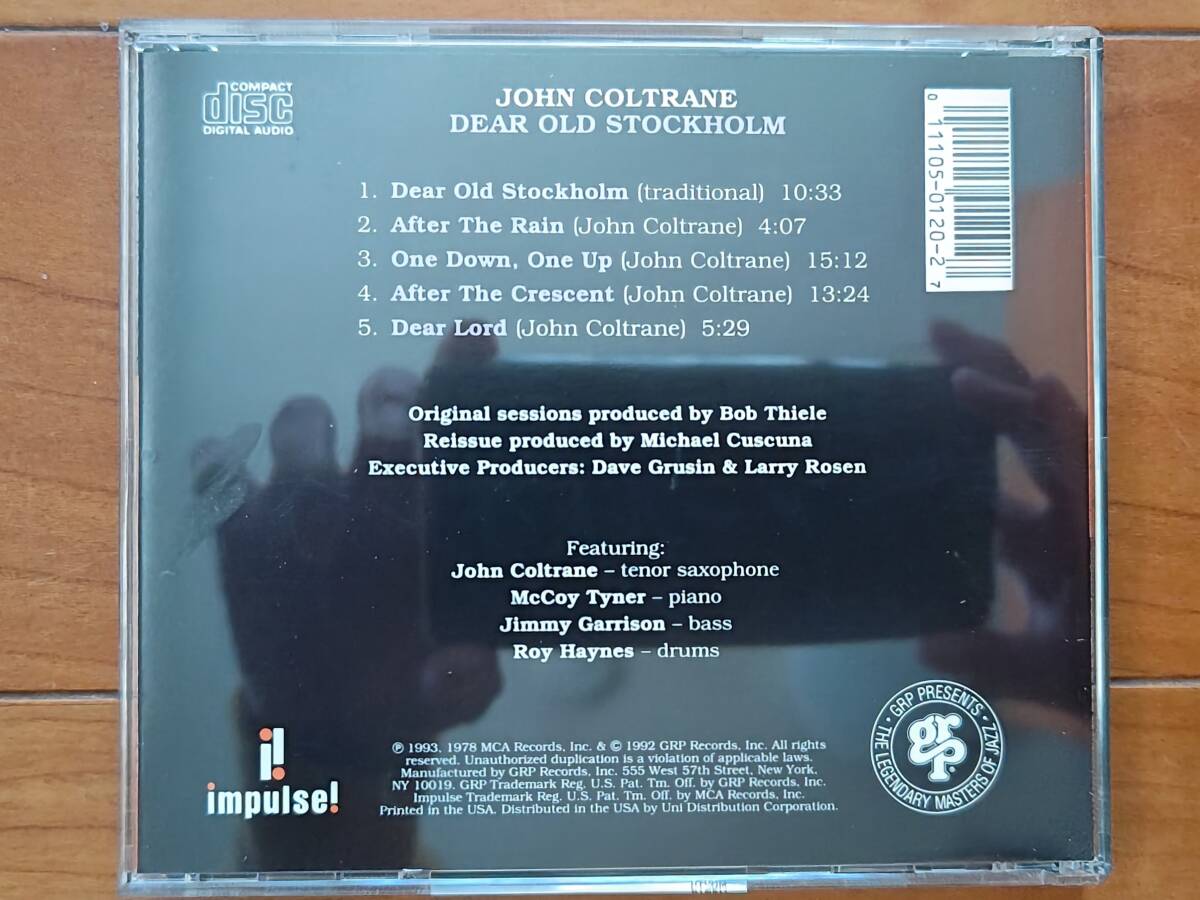 COMPACT
disc
DIGITAL AUDIO
JOHN COLTRANE
DEAR OLD STOCKHOLM
0 11105-0120-2 7
1. Dear Old Stockholm (traditional) 10:33
2. After The Rain (John Coltrane) 4:07
3. One Down, One Up (John Coltrane) 15:12
4. After The Crescent (John Coltrane) 13:24
5. Dear Lord (John Coltrane) 5:29
Original sessions produced by Bob Thiele
Reissue produced by Michael Cuscuna
Executive Producers: Dave Grusin & Larry Rosen
Featuring:
John Coltrane – tenor saxophone
McCoy Tyner – piano
Jimmy Garrison – bass
Roy Haynes – drums
impulse!
℗ 1993, 1978 MCA Records, Inc. & © 1992 GRP Records, Inc. All rights
reserved. Unauthorized duplication is a violation of applicable laws.
Manufactured by GRP Records, Inc. 555 West 57th Street, New York,
NY 10019. GRP Trademark Reg. U.S. Pat. Tm. Off. by GRP Records, Inc.
Impulse Trademark Reg. U.S. Pat. Tm. Off. by MCA Records, Inc.
Printed in the USA. Distributed in the USA by Uni Distribution Corporation.
· GRP PRESENTS ·
THE LEGENDARY MASTERS OF JAZZ
grp